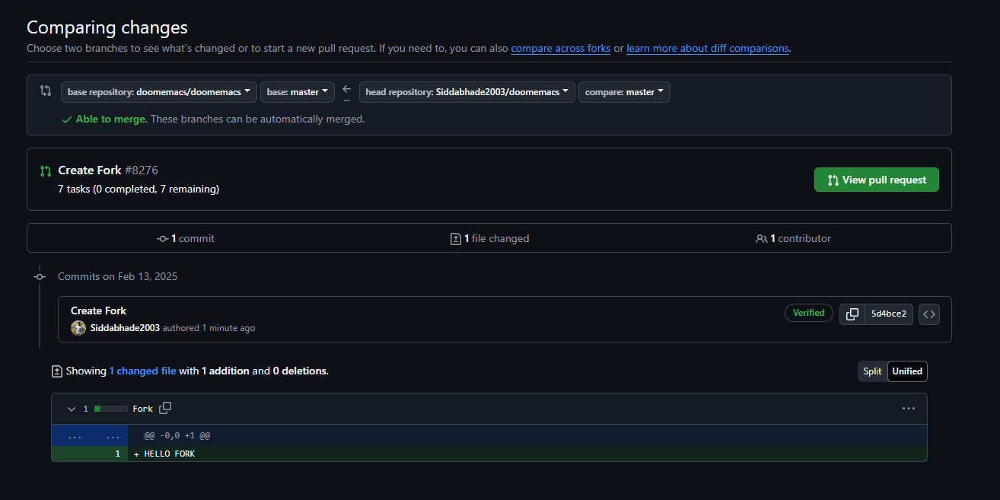 Comparing changes
Choose two branches to see what's changed or to start a new pull request. If you need to, you can also compare across forks or learn more about diff comparisons.
base repository: doomemacs/doomemacs base: master ... head repository: Siddabhade2003/doomemacs compare: master
Able to merge. These branches can be automatically merged.
Create Fork #8276
7 tasks (0 completed, 7 remaining)
View pull request
1 commit 1 file changed 1 contributor
Commits on Feb 13, 2025
Create Fork
Siddabhade2003 authored 1 minute ago
Verified 5d4bce2
Showing 1 changed file with 1 addition and 0 deletions.
Split Unified
1 Fork
... ... @@ -0,0 +1 @@
1 + HELLO FORK